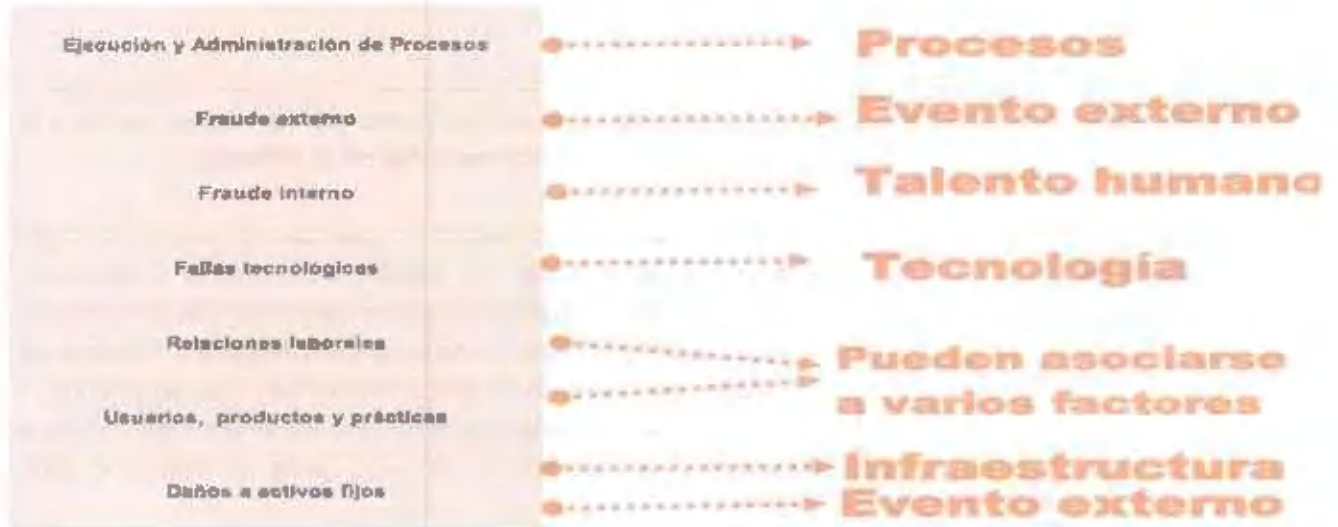 Ejecución y Administración de Procesos
Procesos
Fraude externo
Evento externo
Fraude interno
Talento humano
Fallas tecnológicas
Tecnología
Relaciones laborales
Pueden asociarse
a varios factores
Usuarios, productos y prácticas
Daños a activos fijos
Infraestructura
Evento externo